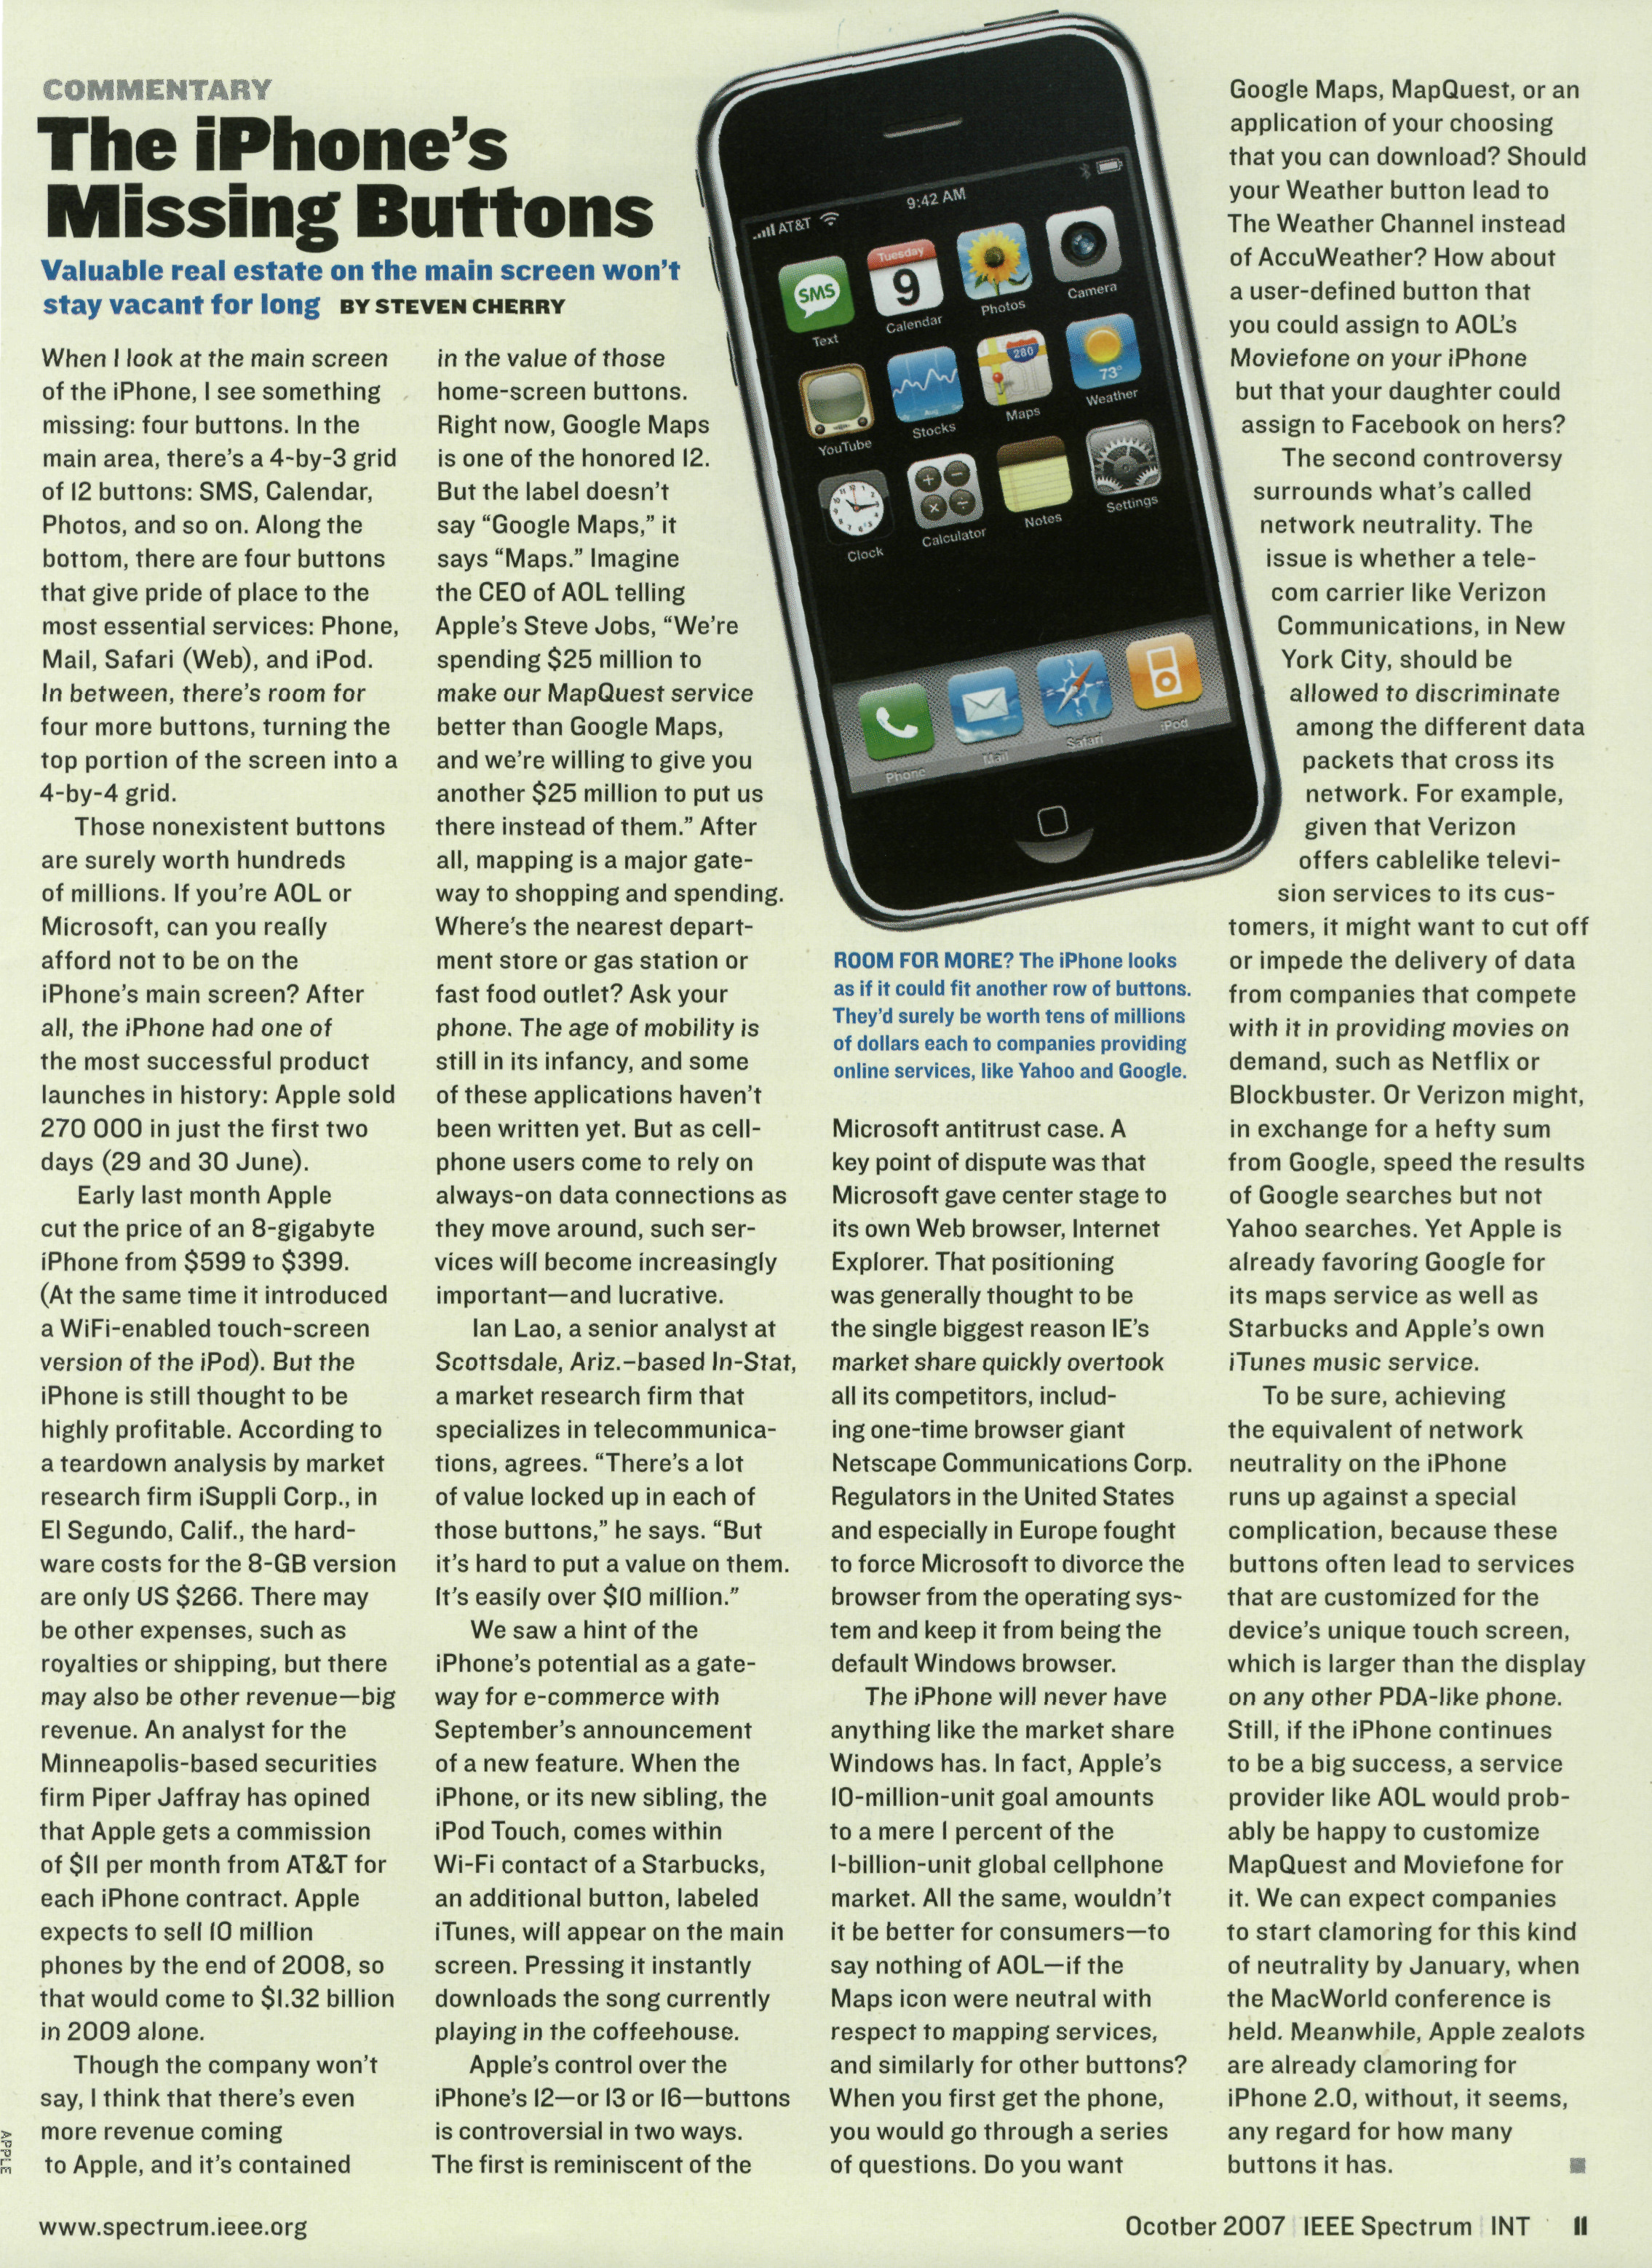 COMMENTARY
The iPhone's
Missing Buttons
Valuable real estate on the main screen won't
stay vacant for long BY STEVEN CHERRY
When I look at the main screen
of the iPhone, I see something
missing: four buttons. In the
main area, there's a 4-by-3 grid
of 12 buttons: SMS, Calendar,
Photos, and so on. Along the
bottom, there are four buttons
that give pride of place to the
most essential services: Phone,
Mail, Safari (Web), and iPod.
In between, there's room for
four more buttons, turning the
top portion of the screen into a
4-by-4 grid.
Those nonexistent buttons
are surely worth hundreds
of millions. If you're AOL or
Microsoft, can you really
afford not to be on the
iPhone's main screen? After
all, the iPhone had one of
the most successful product
launches in history: Apple sold
270 000 in just the first two
days (29 and 30 June).
Early last month Apple
cut the price of an 8-gigabyte
iPhone from $599 to $399.
(At the same time it introduced
a WiFi-enabled touch-screen
version of the iPod). But the
iPhone is still thought to be
highly profitable. According to
a teardown analysis by market
research firm iSuppli Corp., in
El Segundo, Calif., the hard-
ware costs for the 8-GB version
are only US $266. There may
be other expenses, such as
royalties or shipping, but there
may also be other revenue—big
revenue. An analyst for the
Minneapolis-based securities
firm Piper Jaffray has opined
that Apple gets a commission
of $11 per month from AT&T for
each iPhone contract. Apple
expects to sell 10 million
phones by the end of 2008, so
that would come to $1.32 billion
in 2009 alone.
Though the company won't
say, I think that there's even
more revenue coming
to Apple, and it's contained
in the value of those
home-screen buttons.
Right now, Google Maps
is one of the honored 12.
But the label doesn't
say “Google Maps,” it
says “Maps.” Imagine
the CEO of AOL telling
Apple's Steve Jobs, “We're
spending $25 million to
make our MapQuest service
better than Google Maps,
and we're willing to give you
another $25 million to put us
there instead of them.” After
all, mapping is a major gate-
way to shopping and spending.
Where's the nearest depart-
ment store or gas station or
fast food outlet? Ask your
phone. The age of mobility is
still in its infancy, and some
of these applications haven't
been written yet. But as cell-
phone users come to rely on
always-on data connections as
they move around, such ser-
vices will become increasingly
important—and lucrative.
Ian Lao, a senior analyst at
Scottsdale, Ariz.–based In-Stat,
a market research firm that
specializes in telecommunica-
tions, agrees. “There's a lot
of value locked up in each of
those buttons,” he says. “But
it's hard to put a value on them.
It's easily over $10 million.”
We saw a hint of the
iPhone's potential as a gate-
way for e-commerce with
September's announcement
of a new feature. When the
iPhone, or its new sibling, the
iPod Touch, comes within
Wi-Fi contact of a Starbucks,
an additional button, labeled
iTunes, will appear on the main
screen. Pressing it instantly
downloads the song currently
playing in the coffeehouse.
Apple's control over the
iPhone's 12—or 13 or 16—buttons
is controversial in two ways.
The first is reminiscent of the
AT&T
9:42 AM
SMS
Text
Tuesday
9
Calendar
Photos
Camera
YouTube
Stocks
280
Maps
73°
Weather
Clock
Calculator
Notes
Settings
Phone
Mail
Safari
iPod
ROOM FOR MORE? The iPhone looks
as if it could fit another row of buttons.
They'd surely be worth tens of millions
of dollars each to companies providing
online services, like Yahoo and Google.
Microsoft antitrust case. A
key point of dispute was that
Microsoft gave center stage to
its own Web browser, Internet
Explorer. That positioning
was generally thought to be
the single biggest reason IE's
market share quickly overtook
all its competitors, includ-
ing one-time browser giant
Netscape Communications Corp.
Regulators in the United States
and especially in Europe fought
to force Microsoft to divorce the
browser from the operating sys-
tem and keep it from being the
default Windows browser.
The iPhone will never have
anything like the market share
Windows has. In fact, Apple's
10-million-unit goal amounts
to a mere 1 percent of the
1-billion-unit global cellphone
market. All the same, wouldn't
it be better for consumers—to
say nothing of AOL—if the
Maps icon were neutral with
respect to mapping services,
and similarly for other buttons?
When you first get the phone,
you would go through a series
of questions. Do you want
Google Maps, MapQuest, or an
application of your choosing
that you can download? Should
your Weather button lead to
The Weather Channel instead
of AccuWeather? How about
a user-defined button that
you could assign to AOL's
Moviefone on your iPhone
but that your daughter could
assign to Facebook on hers?
The second controversy
surrounds what's called
network neutrality. The
issue is whether a tele-
com carrier like Verizon
Communications, in New
York City, should be
allowed to discriminate
among the different data
packets that cross its
network. For example,
given that Verizon
offers cablelike televi-
sion services to its cus-
tomers, it might want to cut off
or impede the delivery of data
from companies that compete
with it in providing movies on
demand, such as Netflix or
Blockbuster. Or Verizon might,
in exchange for a hefty sum
from Google, speed the results
of Google searches but not
Yahoo searches. Yet Apple is
already favoring Google for
its maps service as well as
Starbucks and Apple's own
iTunes music service.
To be sure, achieving
the equivalent of network
neutrality on the iPhone
runs up against a special
complication, because these
buttons often lead to services
that are customized for the
device's unique touch screen,
which is larger than the display
on any other PDA-like phone.
Still, if the iPhone continues
to be a big success, a service
provider like AOL would prob-
ably be happy to customize
MapQuest and Moviefone for
it. We can expect companies
to start clamoring for this kind
of neutrality by January, when
the MacWorld conference is
held. Meanwhile, Apple zealots
are already clamoring for
iPhone 2.0, without, it seems,
any regard for how many
buttons it has.
APPLE
www.spectrum.ieee.org
Ocotber 2007 | IEEE Spectrum | INT 11